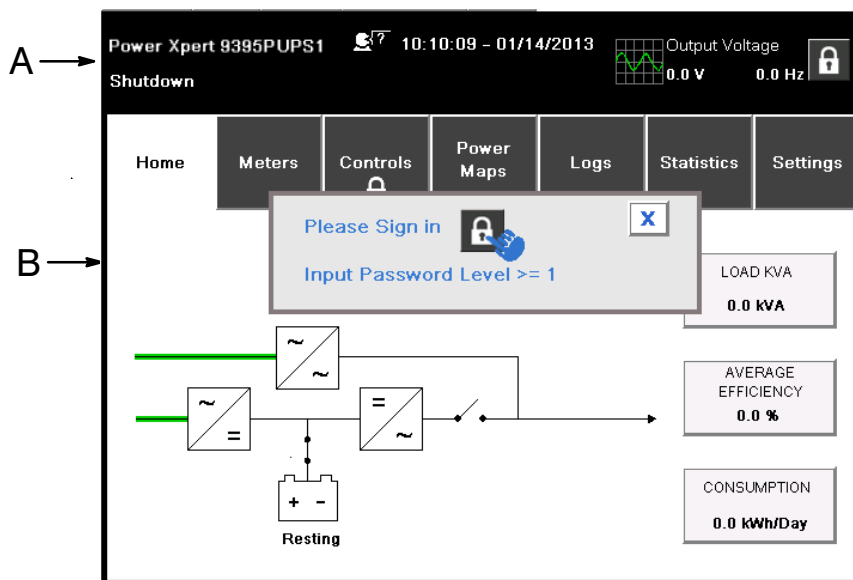 A
Power Xpert 9395PUPS1
? 10:10:09 - 01/14/2013
Output Voltage
0.0 V 0.0 Hz
Shutdown
Home
Meters
Controls
Power
Maps
Logs
Statistics
Settings
B
Please Sign in
X
Input Password Level >= 1
LOAD KVA
0.0 kVA
AVERAGE
EFFICIENCY
0.0 %
CONSUMPTION
0.0 kWh/Day
~
~
~
=
=
~
+ -
Resting